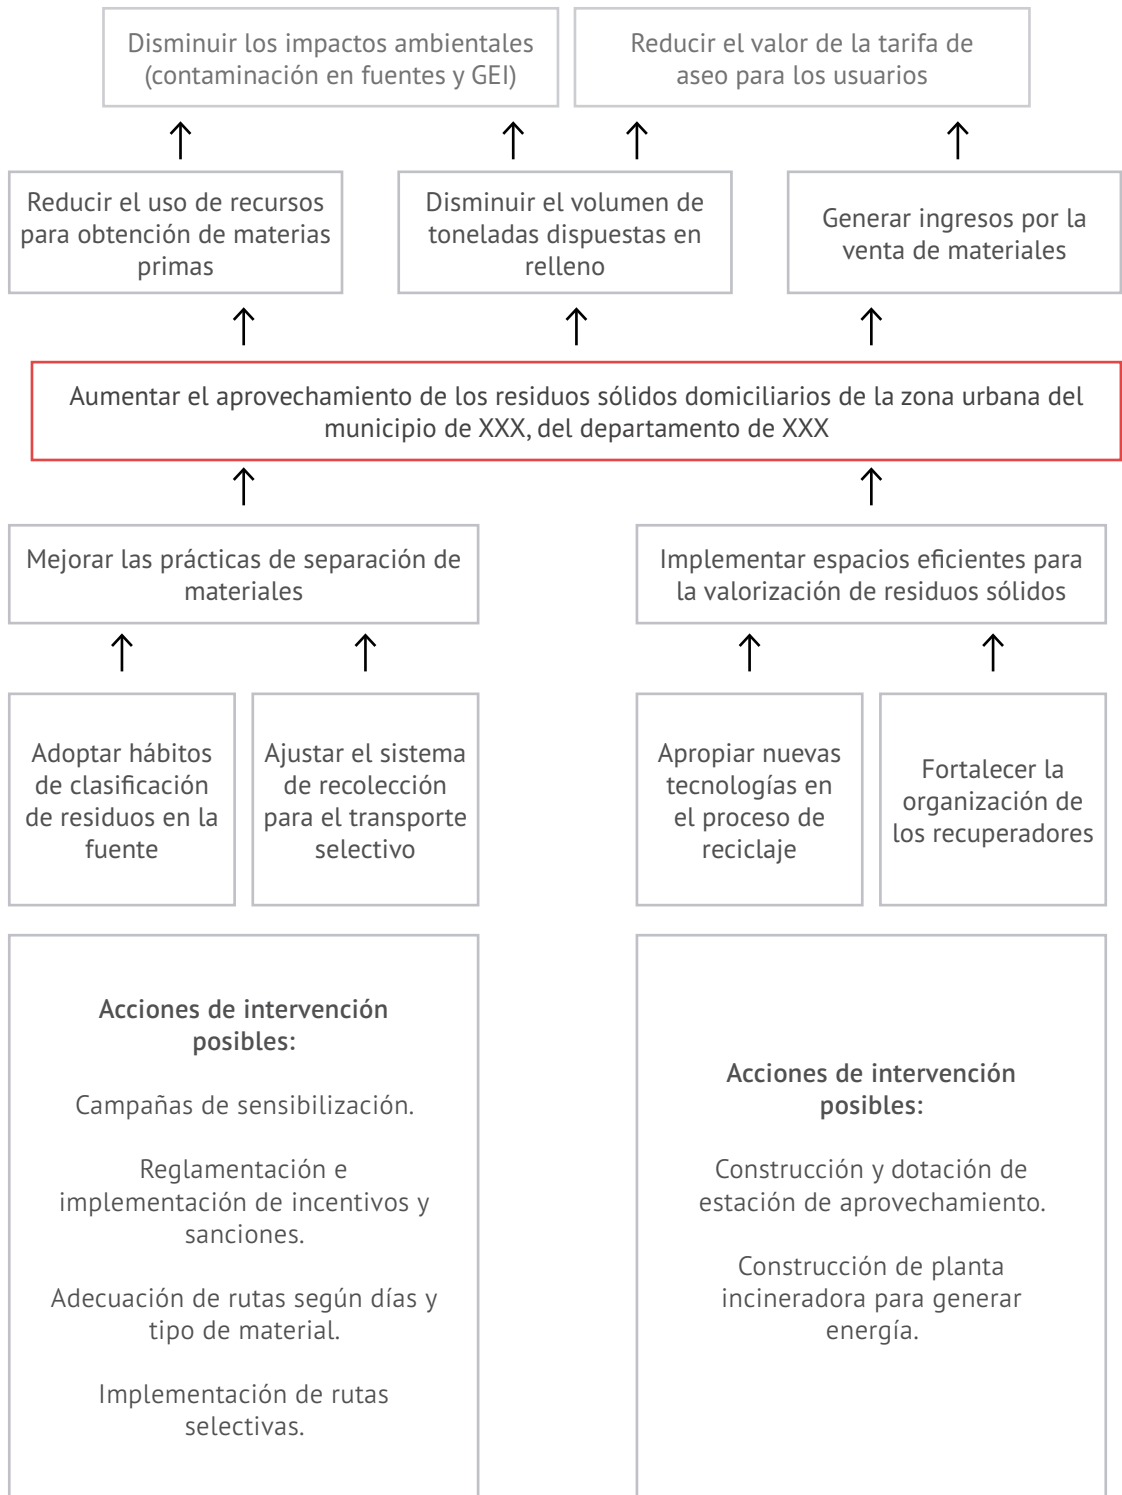 Disminuir los impactos ambientales
(contaminación en fuentes y GEI)
Reducir el valor de la tarifa de
aseo para los usuarios
Reducir el uso de recursos
para obtención de materias
primas
Disminuir el volumen de
toneladas dispuestas en
relleno
Generar ingresos por la
venta de materiales
Aumentar el aprovechamiento de los residuos sólidos domiciliarios de la zona urbana del
municipio de XXX, del departamento de XXX
Mejorar las prácticas de separación de
materiales
Implementar espacios eficientes para
la valorización de residuos sólidos
Adoptar hábitos
de clasificación
de residuos en la
fuente
Ajustar el sistema
de recolección
para el transporte
selectivo
Apropiar nuevas
tecnologías en
el proceso de
reciclaje
Fortalecer la
organización de
los recuperadores
Acciones de intervención
posibles:
Campañas de sensibilización.
Reglamentación e
implementación de incentivos y
sanciones.
Adecuación de rutas según días y
tipo de material.
Implementación de rutas
selectivas.
Acciones de intervención
posibles:
Construcción y dotación de
estación de aprovechamiento.
Construcción de planta
incineradora para generar
energía.